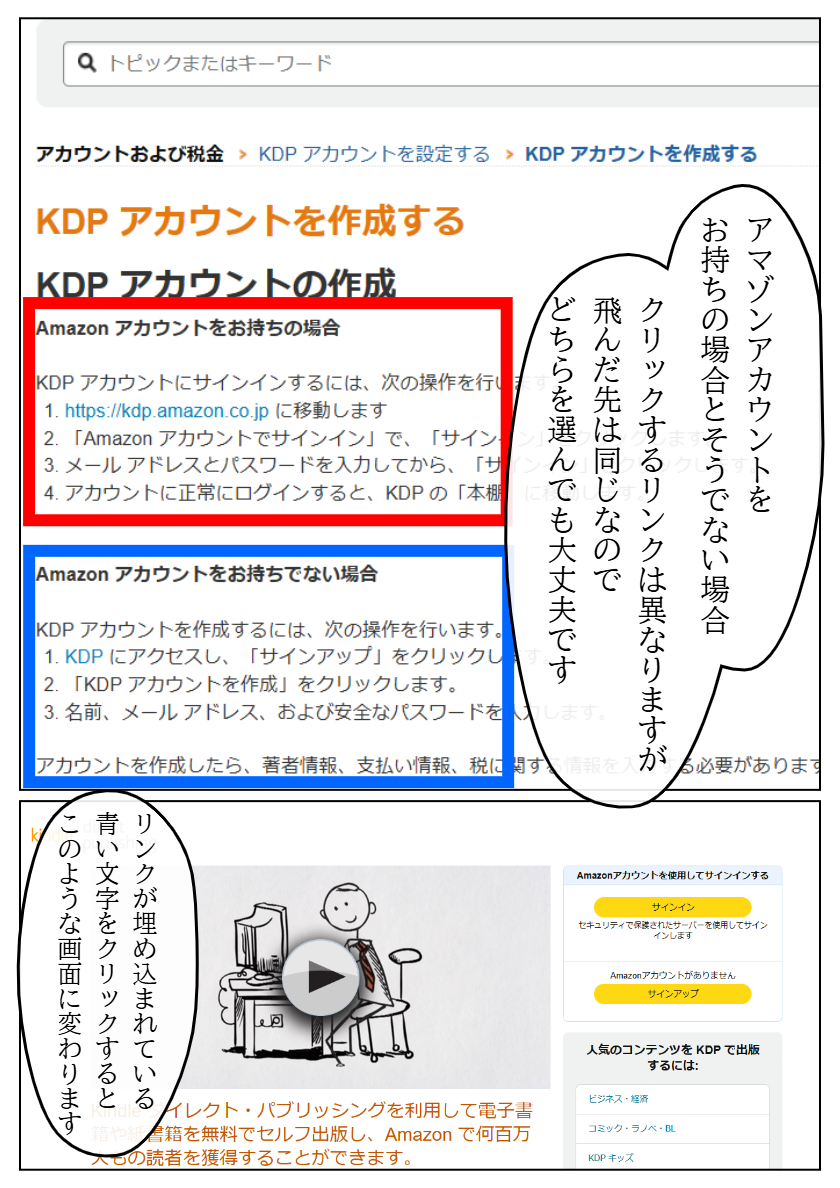 トピックまたはキーワード
アカウントおよび税金 > KDP アカウントを設定する > KDP アカウントを作成する
KDP アカウントを作成する
KDP アカウントの作成
アマゾンアカウントを
お持ちの場合とそうでない場合
クリックするリンクは異なりますが
飛んだ先は同じなので
どちらを選んでも大丈夫です
Amazon アカウントをお持ちの場合
KDP アカウントにサインインするには、次の操作を行います。
1. https://kdp.amazon.co.jp に移動します
2. 「Amazon アカウントでサインイン」で、「サインイン」をクリックします
3. メール アドレスとパスワードを入力してから、「サインイン」をクリックします。
4. アカウントに正常にログインすると、KDP の「本棚」に移動します。
Amazon アカウントをお持ちでない場合
KDP アカウントを作成するには、次の操作を行います。
1. KDP にアクセスし、「サインアップ」をクリックします。
2. 「KDP アカウントを作成」をクリックします。
3. 名前、メール アドレス、および安全なパスワードを入力します。
アカウントを作成したら、著者情報、支払い情報、税に関する情報を入力する必要があります
リンクが埋め込まれている
青い文字をクリックすると
このような画面に変わります
Kindle ダイレクト・パブリッシングを利用して電子書
籍や紙書籍を無料でセルフ出版し、Amazon で何百万
人もの読者を獲得することができます。
Amazonアカウントを使用してサインインする
サインイン
セキュリティで保護されたサーバーを使用してサイン
インします
Amazonアカウントがありません
サインアップ
人気のコンテンツを KDP で出版
するには:
ビジネス・経済
コミック・ラノベ・BL
KDP キッズ